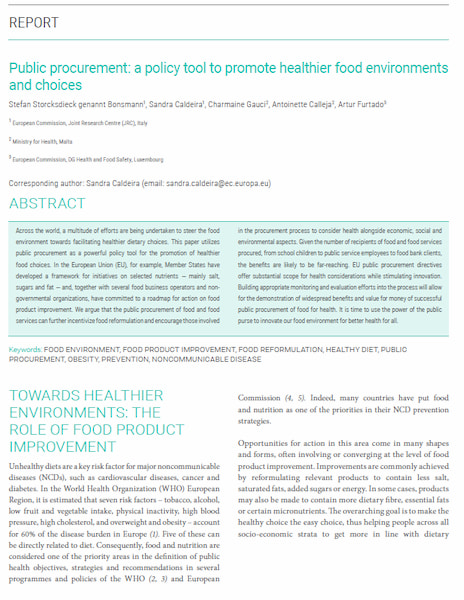 REPORT
Public procurement: a policy tool to promote healthier food environments
and choices
Stefan Storcksdieck genannt Bonsmann¹, Sandra Caldeira¹, Charmaine Gauci², Antoinette Calleja², Artur Furtado³
¹ European Commission, Joint Research Centre (JRC), Italy
² Ministry for Health, Malta
³ European Commission, DG Health and Food Safety, Luxembourg
Corresponding author: Sandra Caldeira (email: sandra.caldeira@ec.europa.eu)
ABSTRACT
Across the world, a multitude of efforts are being undertaken to steer the food
environment towards facilitating healthier dietary choices. This paper utilizes
public procurement as a powerful policy tool for the promotion of healthier
food choices. In the European Union (EU), for example, Member States have
developed a framework for initiatives on selected nutrients — mainly salt,
sugars and fat — and, together with several food business operators and non-
governmental organizations, have committed to a roadmap for action on food
product improvement. We argue that the public procurement of food and food
services can further incentivize food reformulation and encourage those involved
in the procurement process to consider health alongside economic, social and
environmental aspects. Given the number of recipients of food and food services
procured, from school children to public service employees to food bank clients,
the benefits are likely to be far-reaching. EU public procurement directives
offer substantial scope for health considerations while stimulating innovation.
Building appropriate monitoring and evaluation efforts into the process will allow
for the demonstration of widespread benefits and value for money of successful
public procurement of food for health. It is time to use the power of the public
purse to innovate our food environment for better health for all.
Keywords: FOOD ENVIRONMENT, FOOD PRODUCT IMPROVEMENT, FOOD REFORMULATION, HEALTHY DIET, PUBLIC
PROCUREMENT, OBESITY, PREVENTION, NONCOMMUNICABLE DISEASE
TOWARDS HEALTHIER
ENVIRONMENTS: THE
ROLE OF FOOD PRODUCT
IMPROVEMENT
Unhealthy diets are a key risk factor for major noncommunicable
diseases (NCDs), such as cardiovascular diseases, cancer and
diabetes. In the World Health Organization (WHO) European
Region, it is estimated that seven risk factors – tobacco, alcohol,
low fruit and vegetable intake, physical inactivity, high blood
pressure, high cholesterol, and overweight and obesity – account
for 60% of the disease burden in Europe (1). Five of these can
be directly related to diet. Consequently, food and nutrition are
considered one of the priority areas in the definition of public
health objectives, strategies and recommendations in several
programmes and policies of the WHO (2, 3) and European
Commission (4, 5). Indeed, many countries have put food
and nutrition as one of the priorities in their NCD prevention
strategies.
Opportunities for action in this area come in many shapes
and forms, often involving or converging at the level of food
product improvement. Improvements are commonly achieved
by reformulating relevant products to contain less salt,
saturated fats, added sugars or energy. In some cases, products
may also be made to contain more dietary fibre, essential fats
or certain micronutrients. The overarching goal is to make the
healthy choice the easy choice, thus helping people across all
socio-economic strata to get more in line with dietary